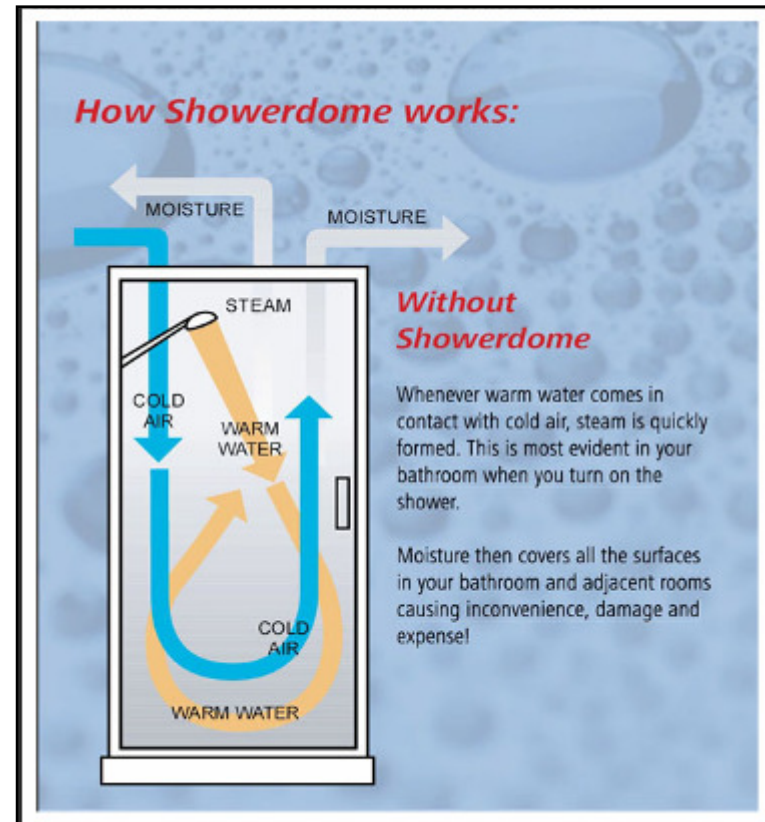 How Showerdome works:
MOISTURE
MOISTURE
STEAM
COLD
AIR
WARM
WATER
COLD
AIR
WARM WATER
Without
Showerdome
Whenever warm water comes in
contact with cold air, steam is quickly
formed. This is most evident in your
bathroom when you turn on the
shower.
Moisture then covers all the surfaces
in your bathroom and adjacent rooms
causing inconvenience, damage and
expense!